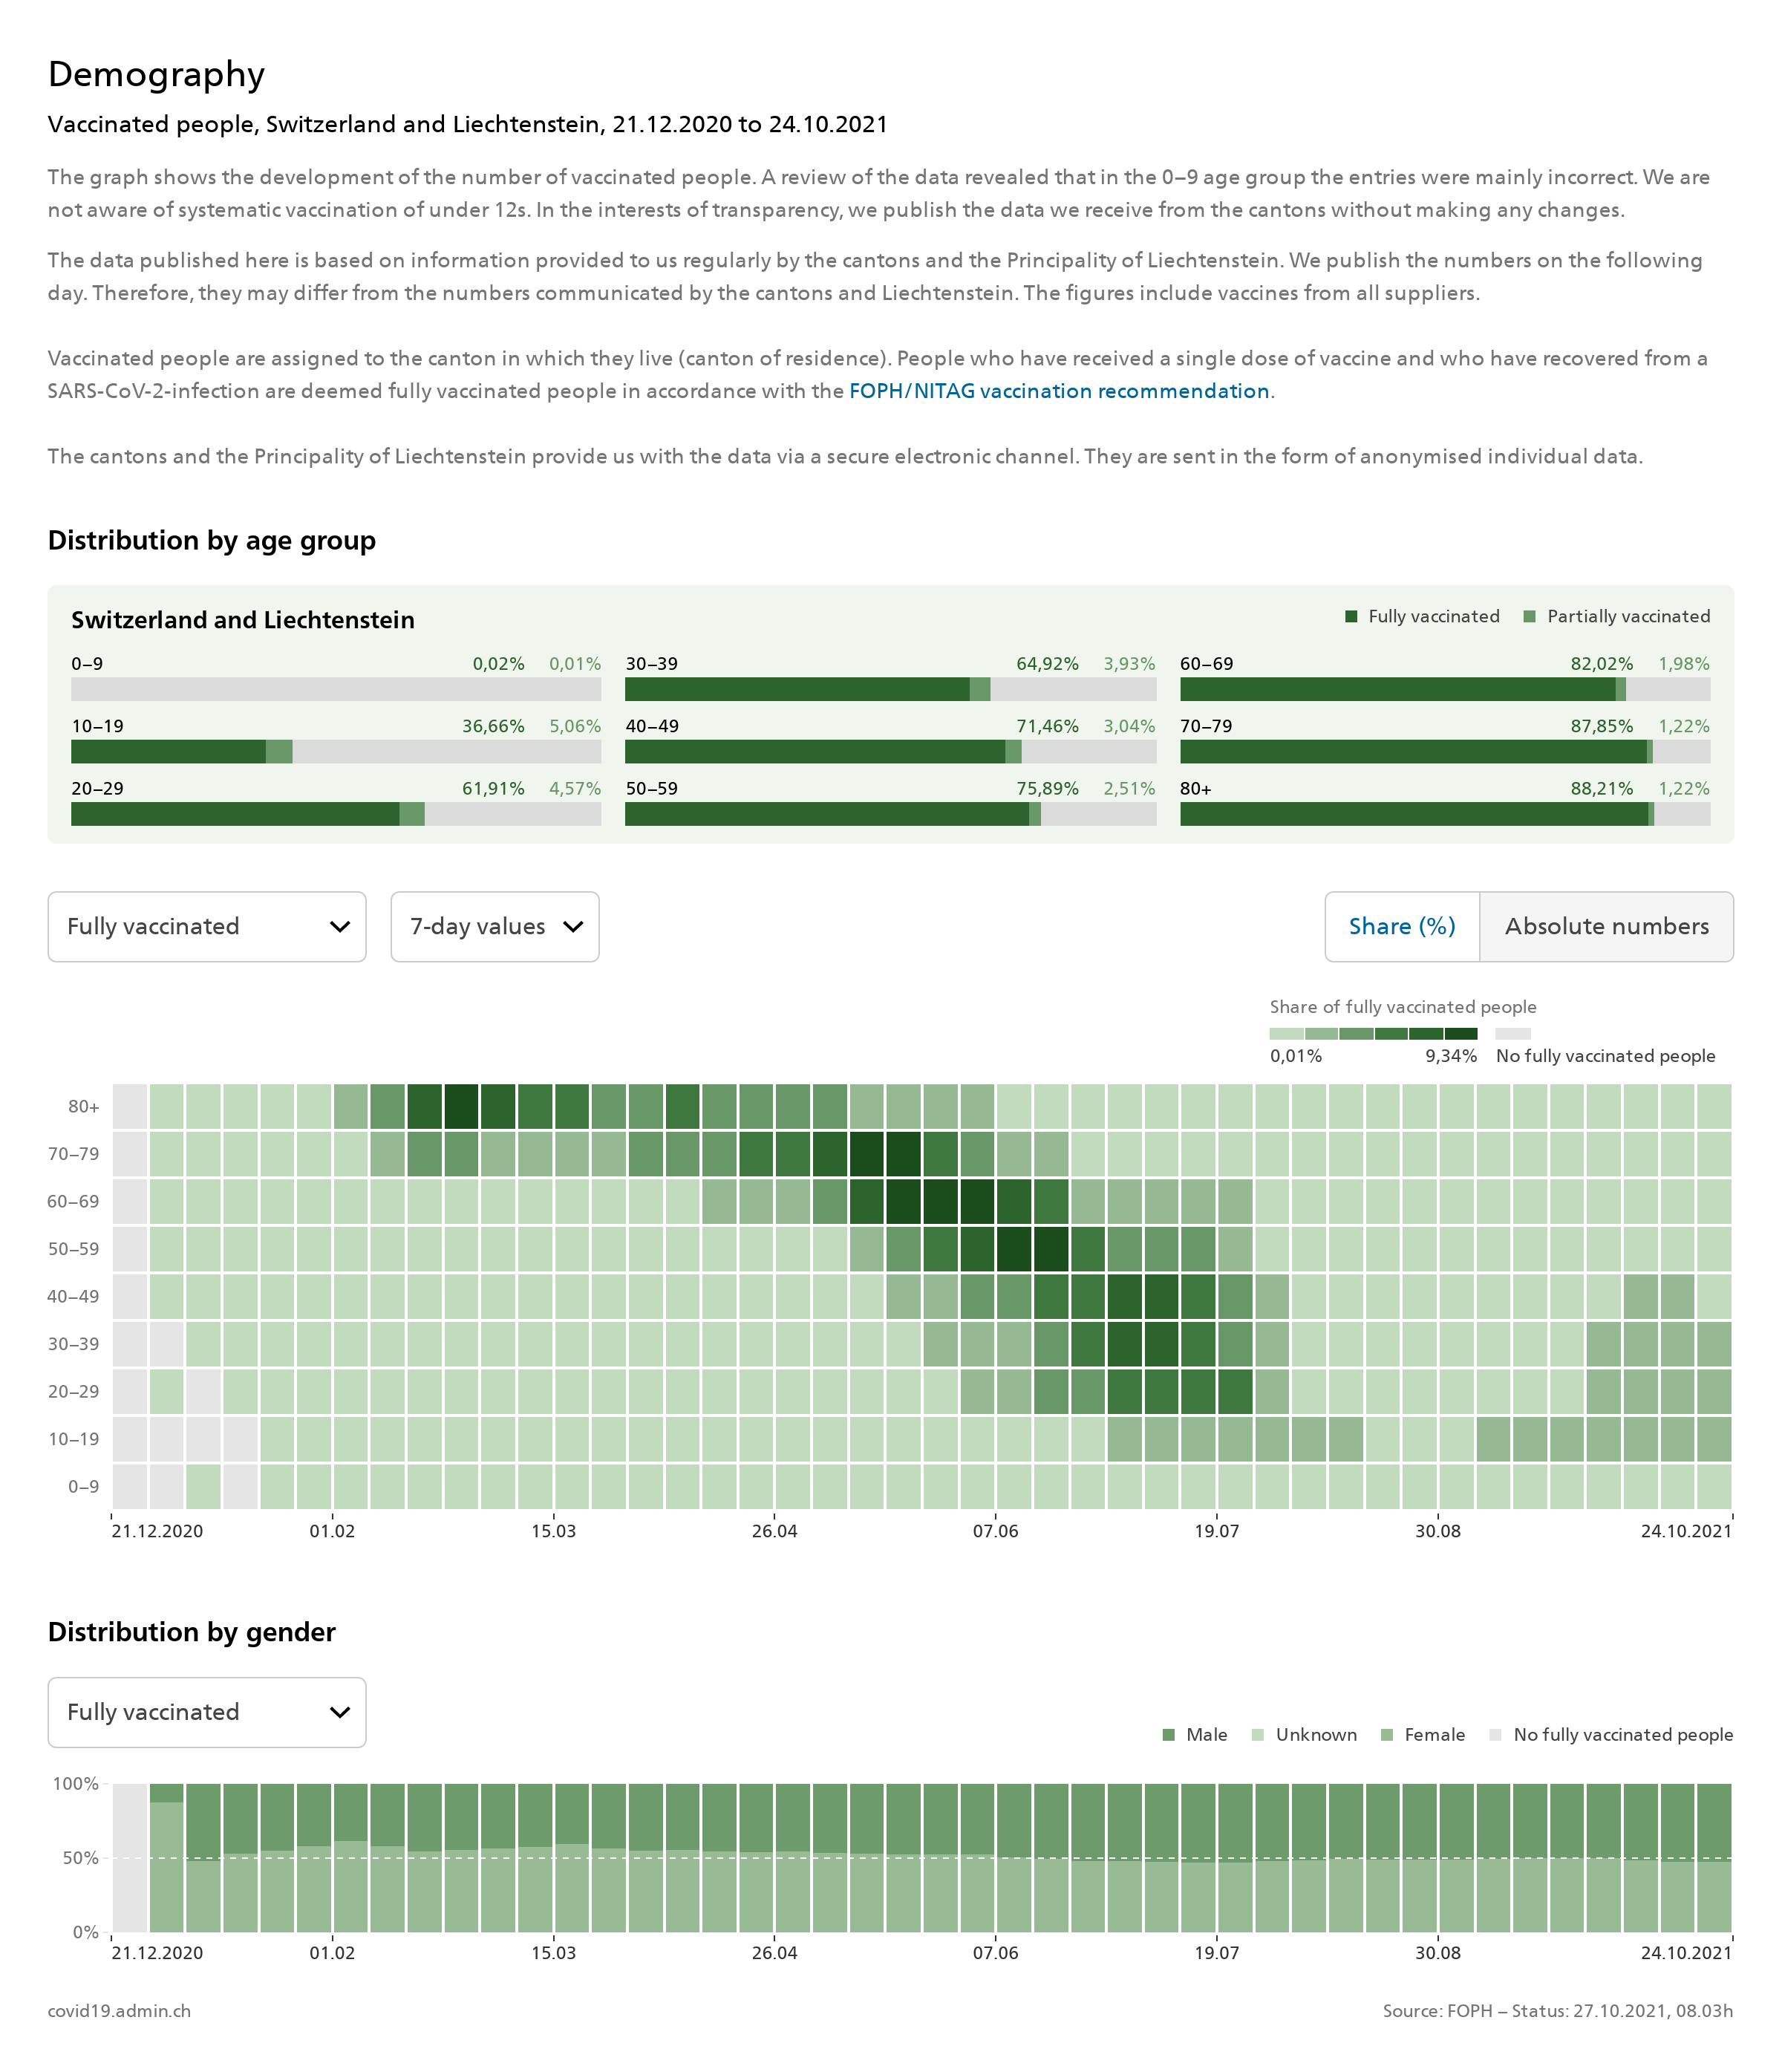 Demography
Vaccinated people, Switzerland and Liechtenstein, 21.12.2020 to 24.10.2021
The graph shows the development of the number of vaccinated people. A review of the data revealed that in the 0–9 age group the entries were mainly incorrect. We are
not aware of systematic vaccination of under 12s. In the interests of transparency, we publish the data we receive from the cantons without making any changes.
The data published here is based on information provided to us regularly by the cantons and the Principality of Liechtenstein. We publish the numbers on the following
day. Therefore, they may differ from the numbers communicated by the cantons and Liechtenstein. The figures include vaccines from all suppliers.
Vaccinated people are assigned to the canton in which they live (canton of residence). People who have received a single dose of vaccine and who have recovered from a
SARS-CoV-2-infection are deemed fully vaccinated people in accordance with the FOPH/NITAG vaccination recommendation.
The cantons and the Principality of Liechtenstein provide us with the data via a secure electronic channel. They are sent in the form of anonymised individual data.
Distribution by age group
Switzerland and Liechtenstein
Fully vaccinated Partially vaccinated
0–9 0,02% 0,01% 30–39 64,92% 3,93% 60–69 82,02% 1,98%
10–19 36,66% 5,06% 40–49 71,46% 3,04% 70–79 87,85% 1,22%
20–29 61,91% 4,57% 50–59 75,89% 2,51% 80+ 88,21% 1,22%
Fully vaccinated 7-day values Share (%) Absolute numbers
Share of fully vaccinated people
0,01% 9,34% No fully vaccinated people
80+
70–79
60–69
50–59
40–49
30–39
20–29
10–19
0–9
21.12.2020 01.02 15.03 26.04 07.06 19.07 30.08 24.10.2021
Distribution by gender
Fully vaccinated
Male Unknown Female No fully vaccinated people
100%
50%
0%
21.12.2020 01.02 15.03 26.04 07.06 19.07 30.08 24.10.2021
covid19.admin.ch Source: FOPH – Status: 27.10.2021, 08.03h